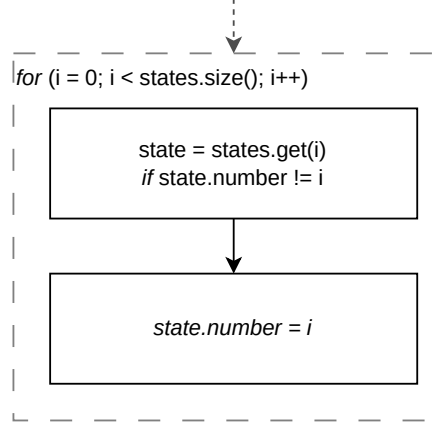 for (i = 0; i < states.size(); i++)
state = states.get(i)
if state.number != i
state.number = i